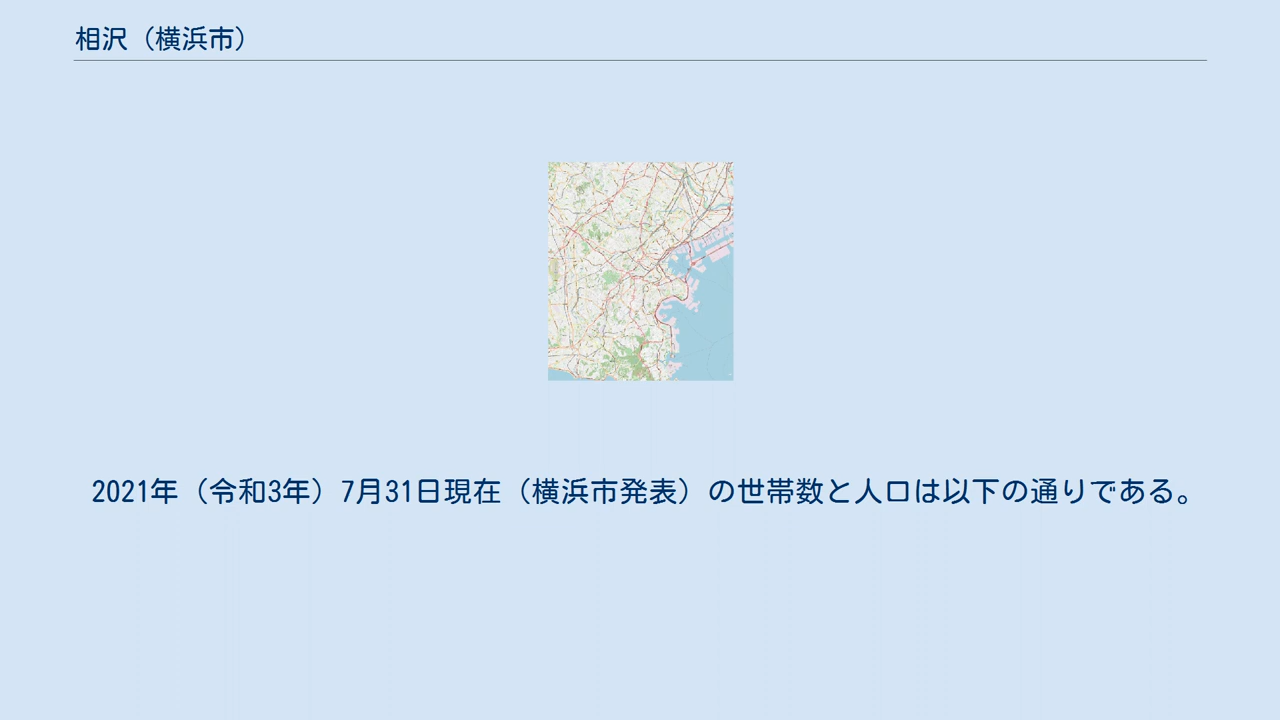 相沢（横浜市）
2021年（令和3年）7月31日現在（横浜市発表）の世帯数と人口は以下の通りである。